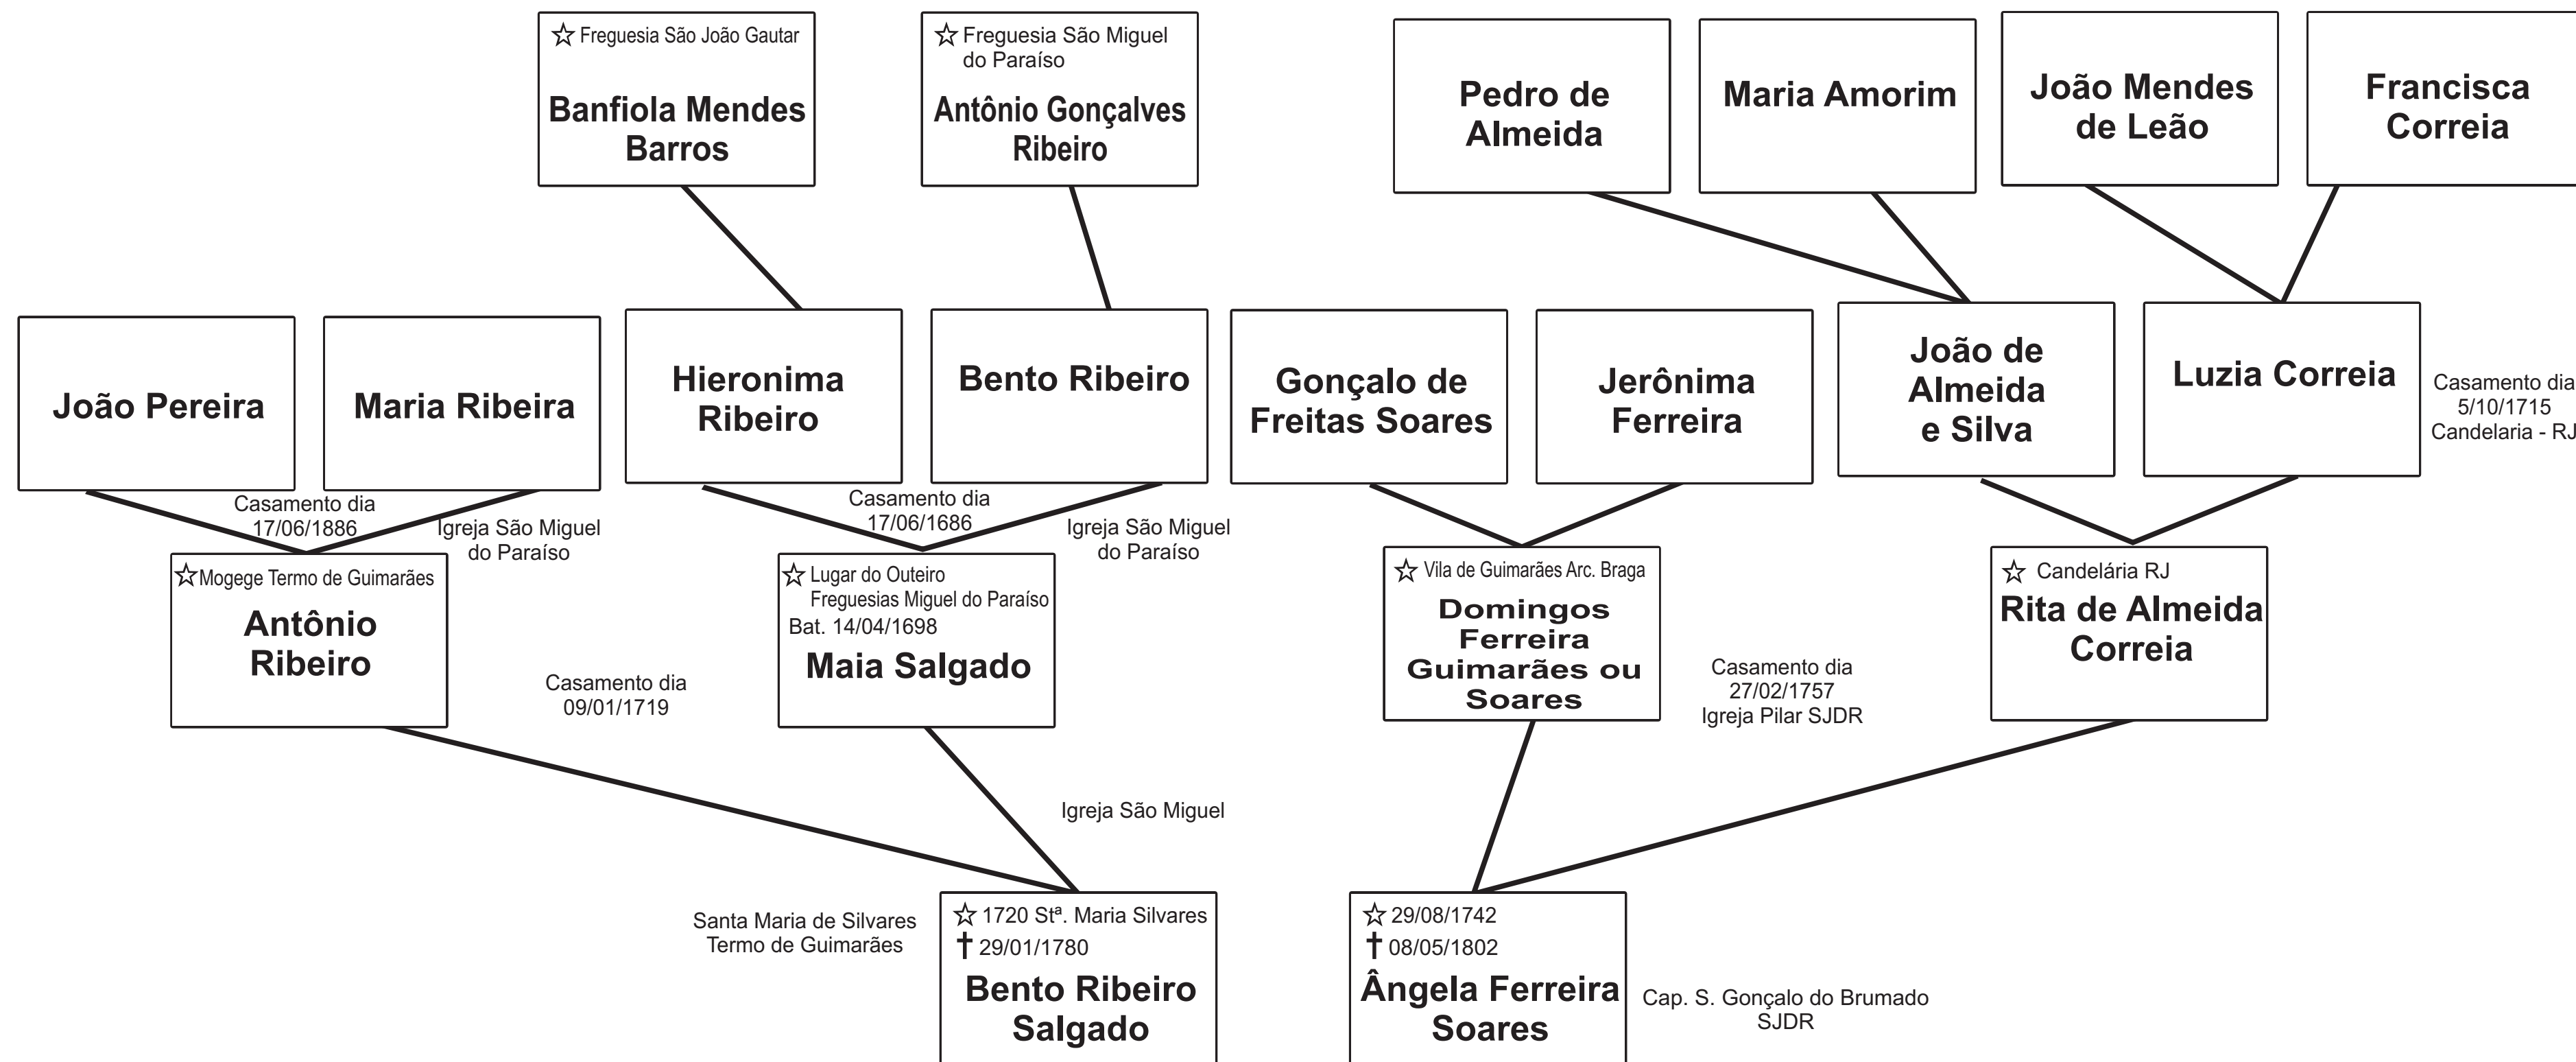 ☆ Freguesia São João Gautar
Banfiola Mendes
Barros
☆ Freguesia São Miguel
do Paraíso
Antônio Gonçalves
Ribeiro
Pedro de
Almeida
Maria Amorim
João Mendes
de Leão
Francisca
Correia
João Pereira
Maria Ribeira
Hieronima
Ribeiro
Bento Ribeiro
Gonçalo de
Freitas Soares
Jerônima
Ferreira
João de
Almeida
e Silva
Luzia Correia
Casamento dia
5/10/1715
Candelaria - RJ
Casamento dia
17/06/1886
Igreja São Miguel
do Paraíso
Casamento dia
17/06/1686
Igreja São Miguel
do Paraíso
☆ Mogege Termo de Guimarães
Antônio
Ribeiro
Casamento dia
09/01/1719
☆ Lugar do Outeiro
Freguesias Miguel do Paraíso
Bat. 14/04/1698
Maia Salgado
☆ Vila de Guimarães Arc. Braga
Domingos
Ferreira
Guimarães ou
Soares
Casamento dia
27/02/1757
Igreja Pilar SJDR
☆ Candelária RJ
Rita de Almeida
Correia
Igreja São Miguel
Santa Maria de Silvares
Termo de Guimarães
☆ 1720 Stª. Maria Silvares
† 29/01/1780
Bento Ribeiro
Salgado
☆ 29/08/1742
† 08/05/1802
Ângela Ferreira
Soares
Cap. S. Gonçalo do Brumado
SJDR